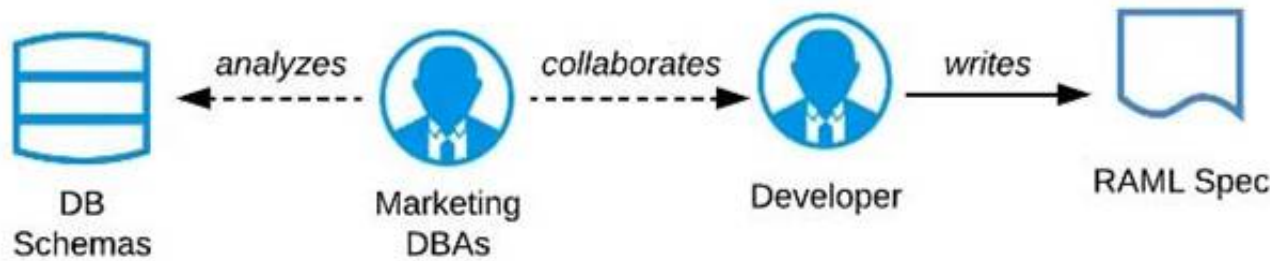 analyzes
collaborates
writes
DB
Schemas
Marketing
DBAs
Developer
RAML Spec